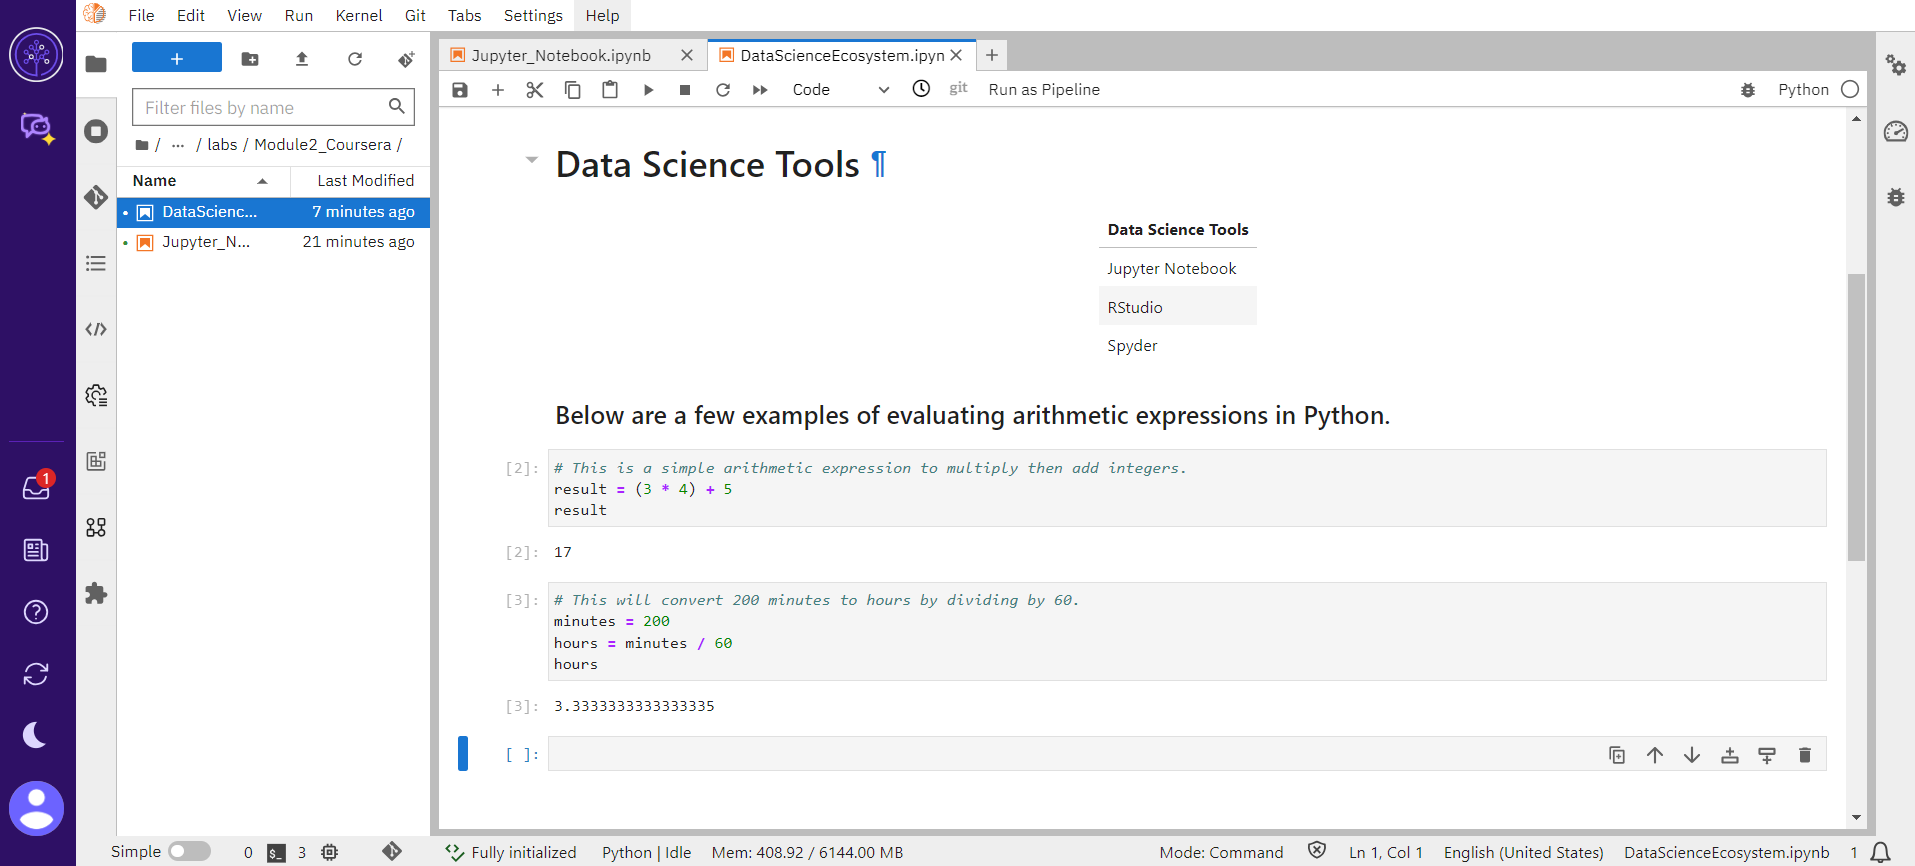 File Edit View Run Kernel Git Tabs Settings Help
Filter files by name
/ ... / labs / Module2_Coursera /
Name Last Modified
DataScienc... 7 minutes ago
Jupyter_N... 21 minutes ago
1
Jupyter_Notebook.ipynb
DataScienceEcosystem.ipyn
Code
git
Run as Pipeline
Python
Data Science Tools ¶
Data Science Tools
Jupyter Notebook
RStudio
Spyder
Below are a few examples of evaluating arithmetic expressions in Python.
[2]: # This is a simple arithmetic expression to multiply then add integers.
result = (3 * 4) + 5
result
[2]: 17
[3]: # This will convert 200 minutes to hours by dividing by 60.
minutes = 200
hours = minutes / 60
hours
[3]: 3.3333333333333335
[ ]:
Simple 0 $_ 3 Fully initialized Python | Idle Mem: 408.92 / 6144.00 MB Mode: Command Ln 1, Col 1 English (United States) DataScienceEcosystem.ipynb 1